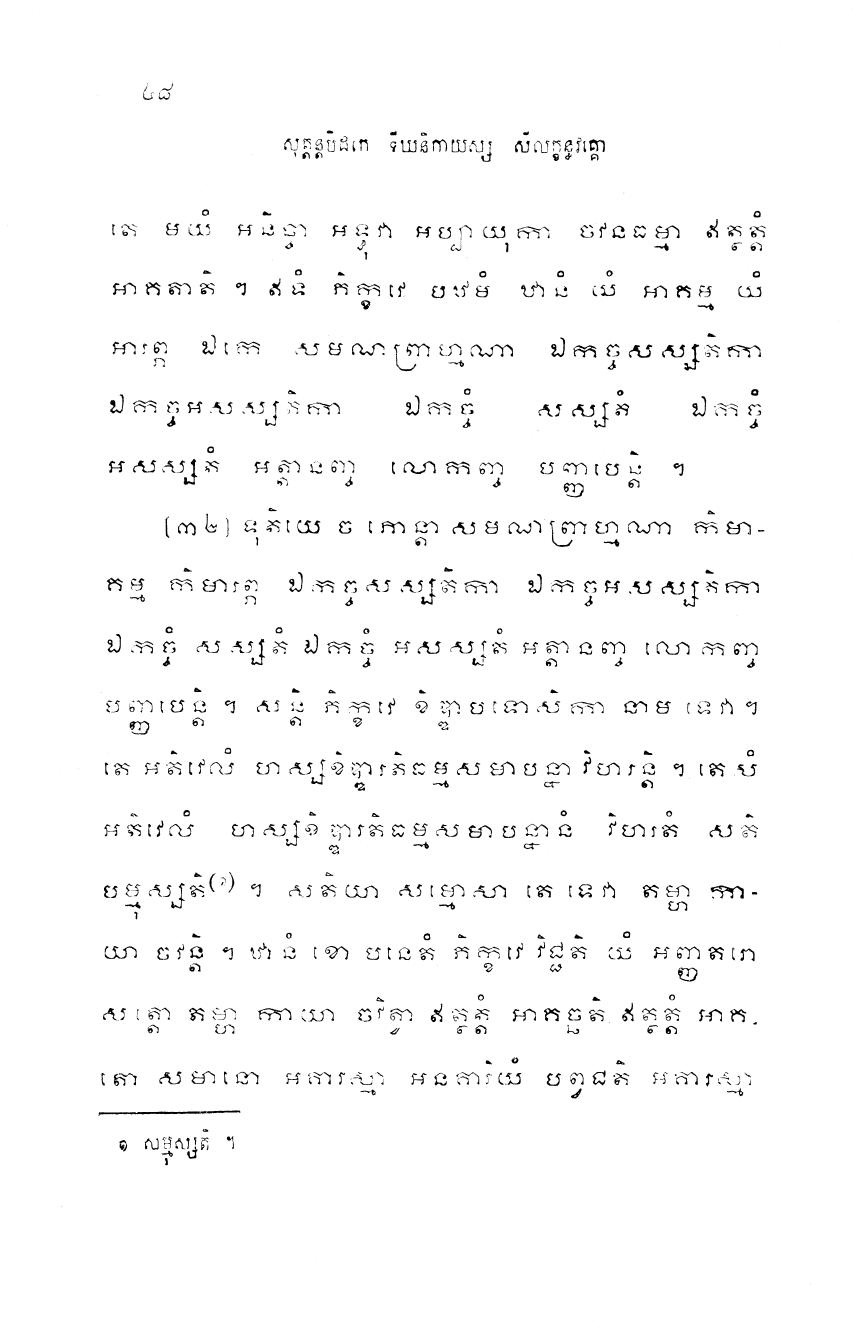 ៤៨
សុត្តន្តបិដកេ ទីឃនិកាយស្ស សីលក្ខន្ធវគ្គោ
តេ មយំ អនិច្ចា អទ្ធុវា អប្បាយុកា ចវនធម្មា ឥត្ថត្តំ
អាគតាតិ ។ ឥទំ ភិក្ខវេ បឋមំ ឋានំ យំ អាគម្ម យំ
អារព្ភ ឯកេ សមណព្រាហ្មណា ឯកច្ចសស្សតិកា
ឯកច្ចអសស្សតិកា ឯកច្ចំ សស្សតំ ឯកច្ចំ
អសស្សតំ អត្តានញ្ច លោកញ្ច បញ្ញាបេន្តិ ។
(៣២) ទុតិយេ ច ភោន្តោ សមណព្រាហ្មណា កិមា-
គម្ម កិមារព្ភ ឯកច្ចសស្សតិកា ឯកច្ចអសស្សតិកា
ឯកច្ចំ សស្សតំ ឯកច្ចំ អសស្សតំ អត្តានញ្ច លោកញ្ច
បញ្ញាបេន្តិ ។ សន្តិ ភិក្ខវេ ខិឌ្ឌាបទោសិកា នាម ទេវា ។
តេ អតិវេលំ ហស្សខិឌ្ឌារតិធម្មសមាបន្នា វិហរន្តិ ។ តេសំ
អតិវេលំ ហស្សខិឌ្ឌារតិធម្មសមាបន្នានំ វិហរតំ សតិ
បម្មុស្សតិ(១) ។ សតិយា សម្មោសា តេ ទេវា តម្ហា កា-
យា ចវន្តិ ។ ឋានំ ខោ បនេតំ ភិក្ខវេ វិជ្ជតិ យំ អញ្ញតរោ
សត្តោ តម្ហា កាយា ចវិត្វា ឥត្ថត្តំ អាគច្ឆតិ ឥត្ថត្តំ អាគ-
តោ សមានោ អគារស្មា អនគារិយំ បព្វជតិ អគារស្មា
១ សម្មុស្សតិ ។